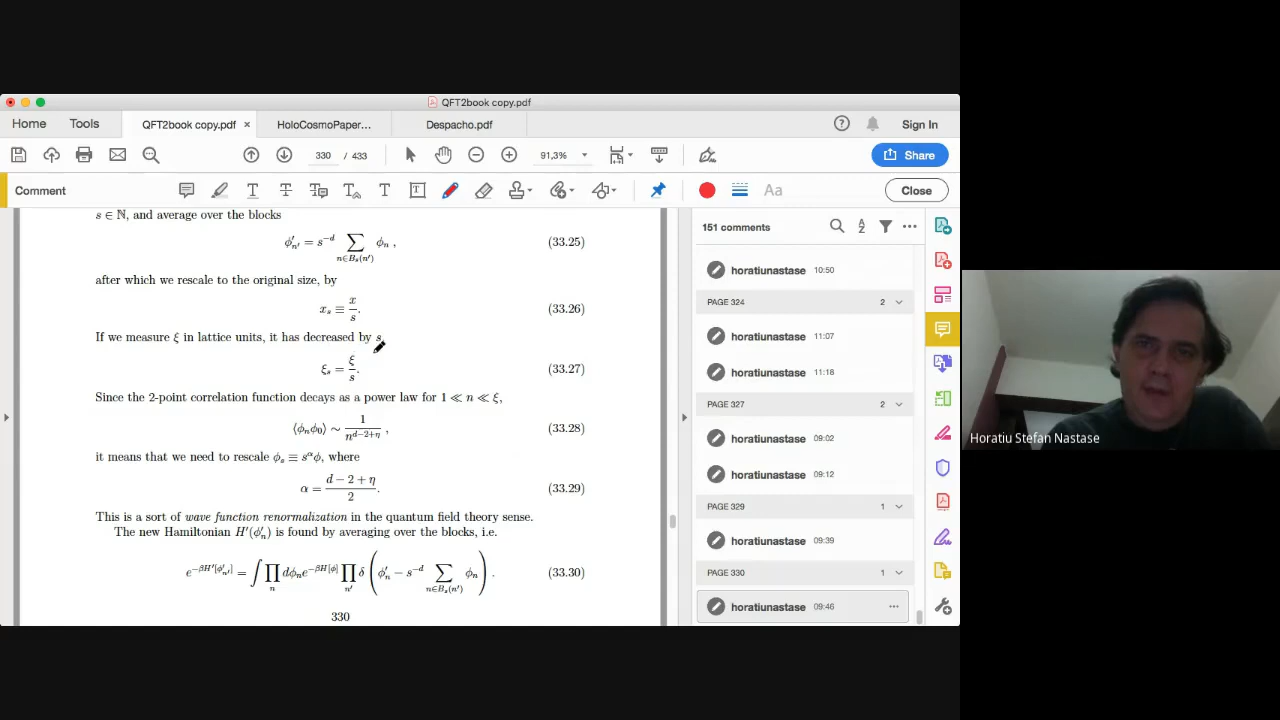 QFT2book copy.pdf
Home Tools QFT2book copy.pdf × HoloCosmoPaper... Despacho.pdf Sign In
330 / 433 91,3% Share
Comment Aa Close
s ∈ ℕ, and average over the blocks
ϕ′ₙ′ = s⁻ᵈ ∑_{n∈Bₛ(n′)} ϕₙ , (33.25)
after which we rescale to the original size, by
xₛ ≡ x/s. (33.26)
If we measure ξ in lattice units, it has decreased by s,
ξₛ = ξ/s. (33.27)
Since the 2-point correlation function decays as a power law for 1 ≪ n ≪ ξ,
⟨ϕₙϕ₀⟩ ∼ 1/n^{d−2+η} , (33.28)
it means that we need to rescale ϕₛ ≡ s^α ϕ, where
α = (d − 2 + η)/2. (33.29)
This is a sort of wave function renormalization in the quantum field theory sense.
The new Hamiltonian H′(ϕ′ₙ) is found by averaging over the blocks, i.e.
e^{−βH′[ϕ′ₙ′]} = ∫ ∏_n dϕₙ e^{−βH[ϕ]} ∏_{n′} δ (ϕ′ₙ − s⁻ᵈ ∑_{n∈Bₛ(n′)} ϕₙ) . (33.30)
330
151 comments
horatiunastase 10:50
PAGE 324 2
horatiunastase 11:07
horatiunastase 11:18
PAGE 327 2
horatiunastase 09:02
horatiunastase 09:12
PAGE 329 1
horatiunastase 09:39
PAGE 330 1
horatiunastase 09:46
Horatiu Stefan Nastase